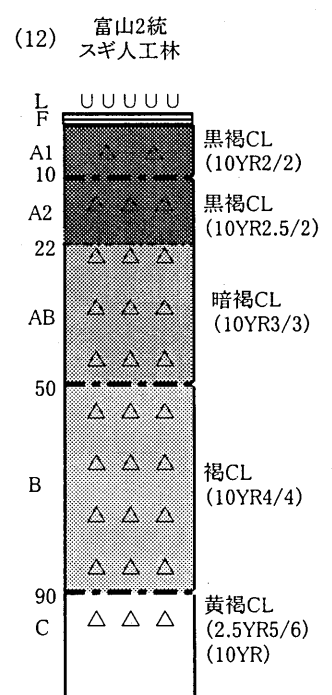 (12) 富山2統
スギ人工林
L
F
A1 黒褐CL
(10YR2/2)
10
A2 黒褐CL
(10YR2.5/2)
22
AB 暗褐CL
(10YR3/3)
50
B 褐CL
(10YR4/4)
90
C 黄褐CL
(2.5YR5/6)
(10YR)